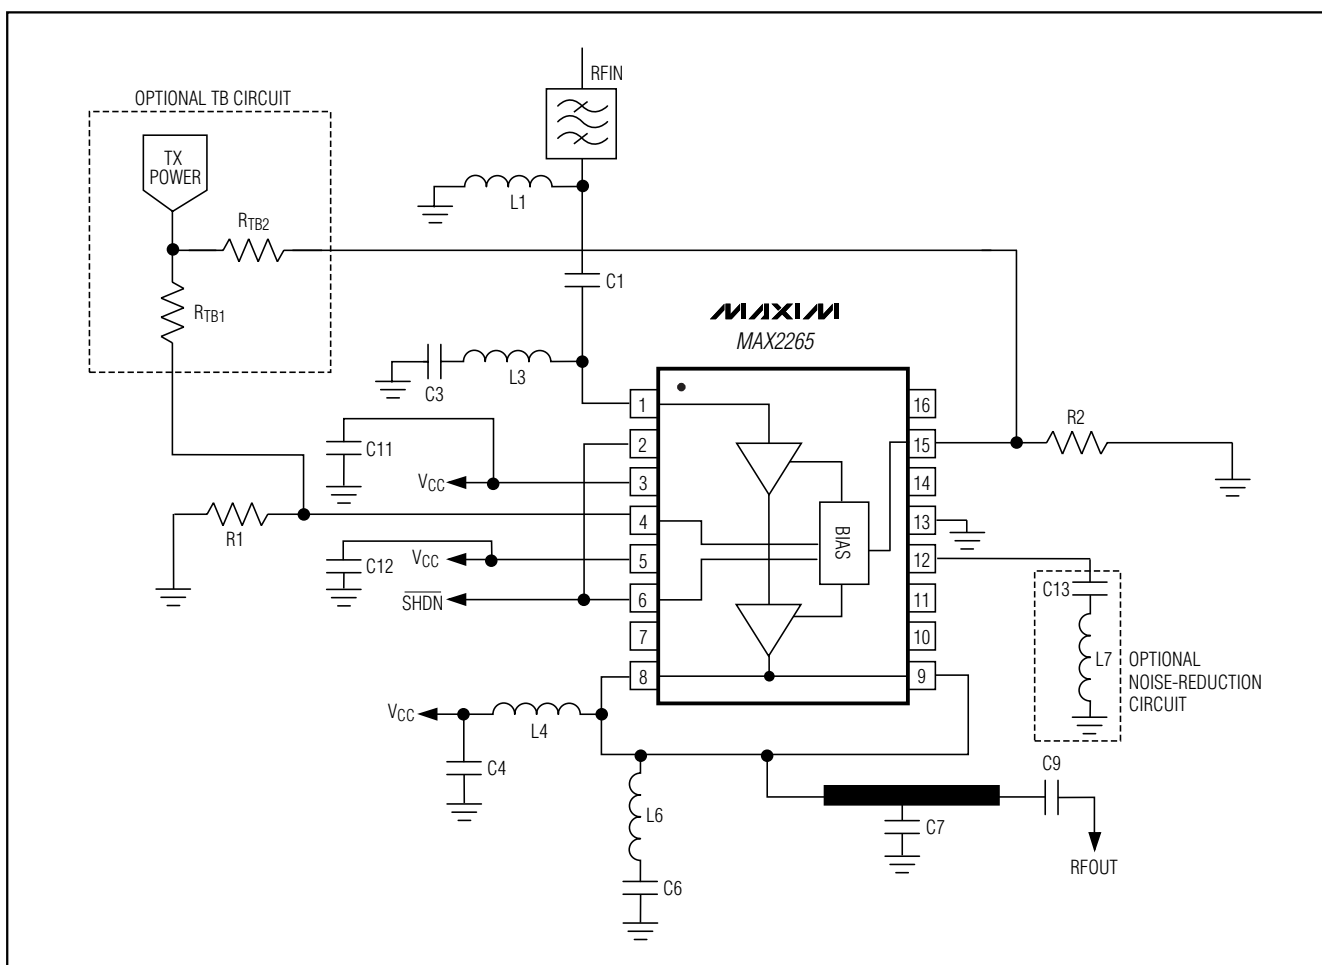 RFIN
OPTIONAL TB CIRCUIT
TX
POWER
L1
RTB2
C1
RTB1
MAXIM
MAX2265
C3
L3
1
16
R2
C11
2
15
VCC
3
14
R1
4
13
BIAS
C12
VCC
5
12
SHDN
6
11
C13
7
10
8
9
L7
OPTIONAL
NOISE-REDUCTION
CIRCUIT
VCC
L4
C4
C9
L6
C7
C6
RFOUT